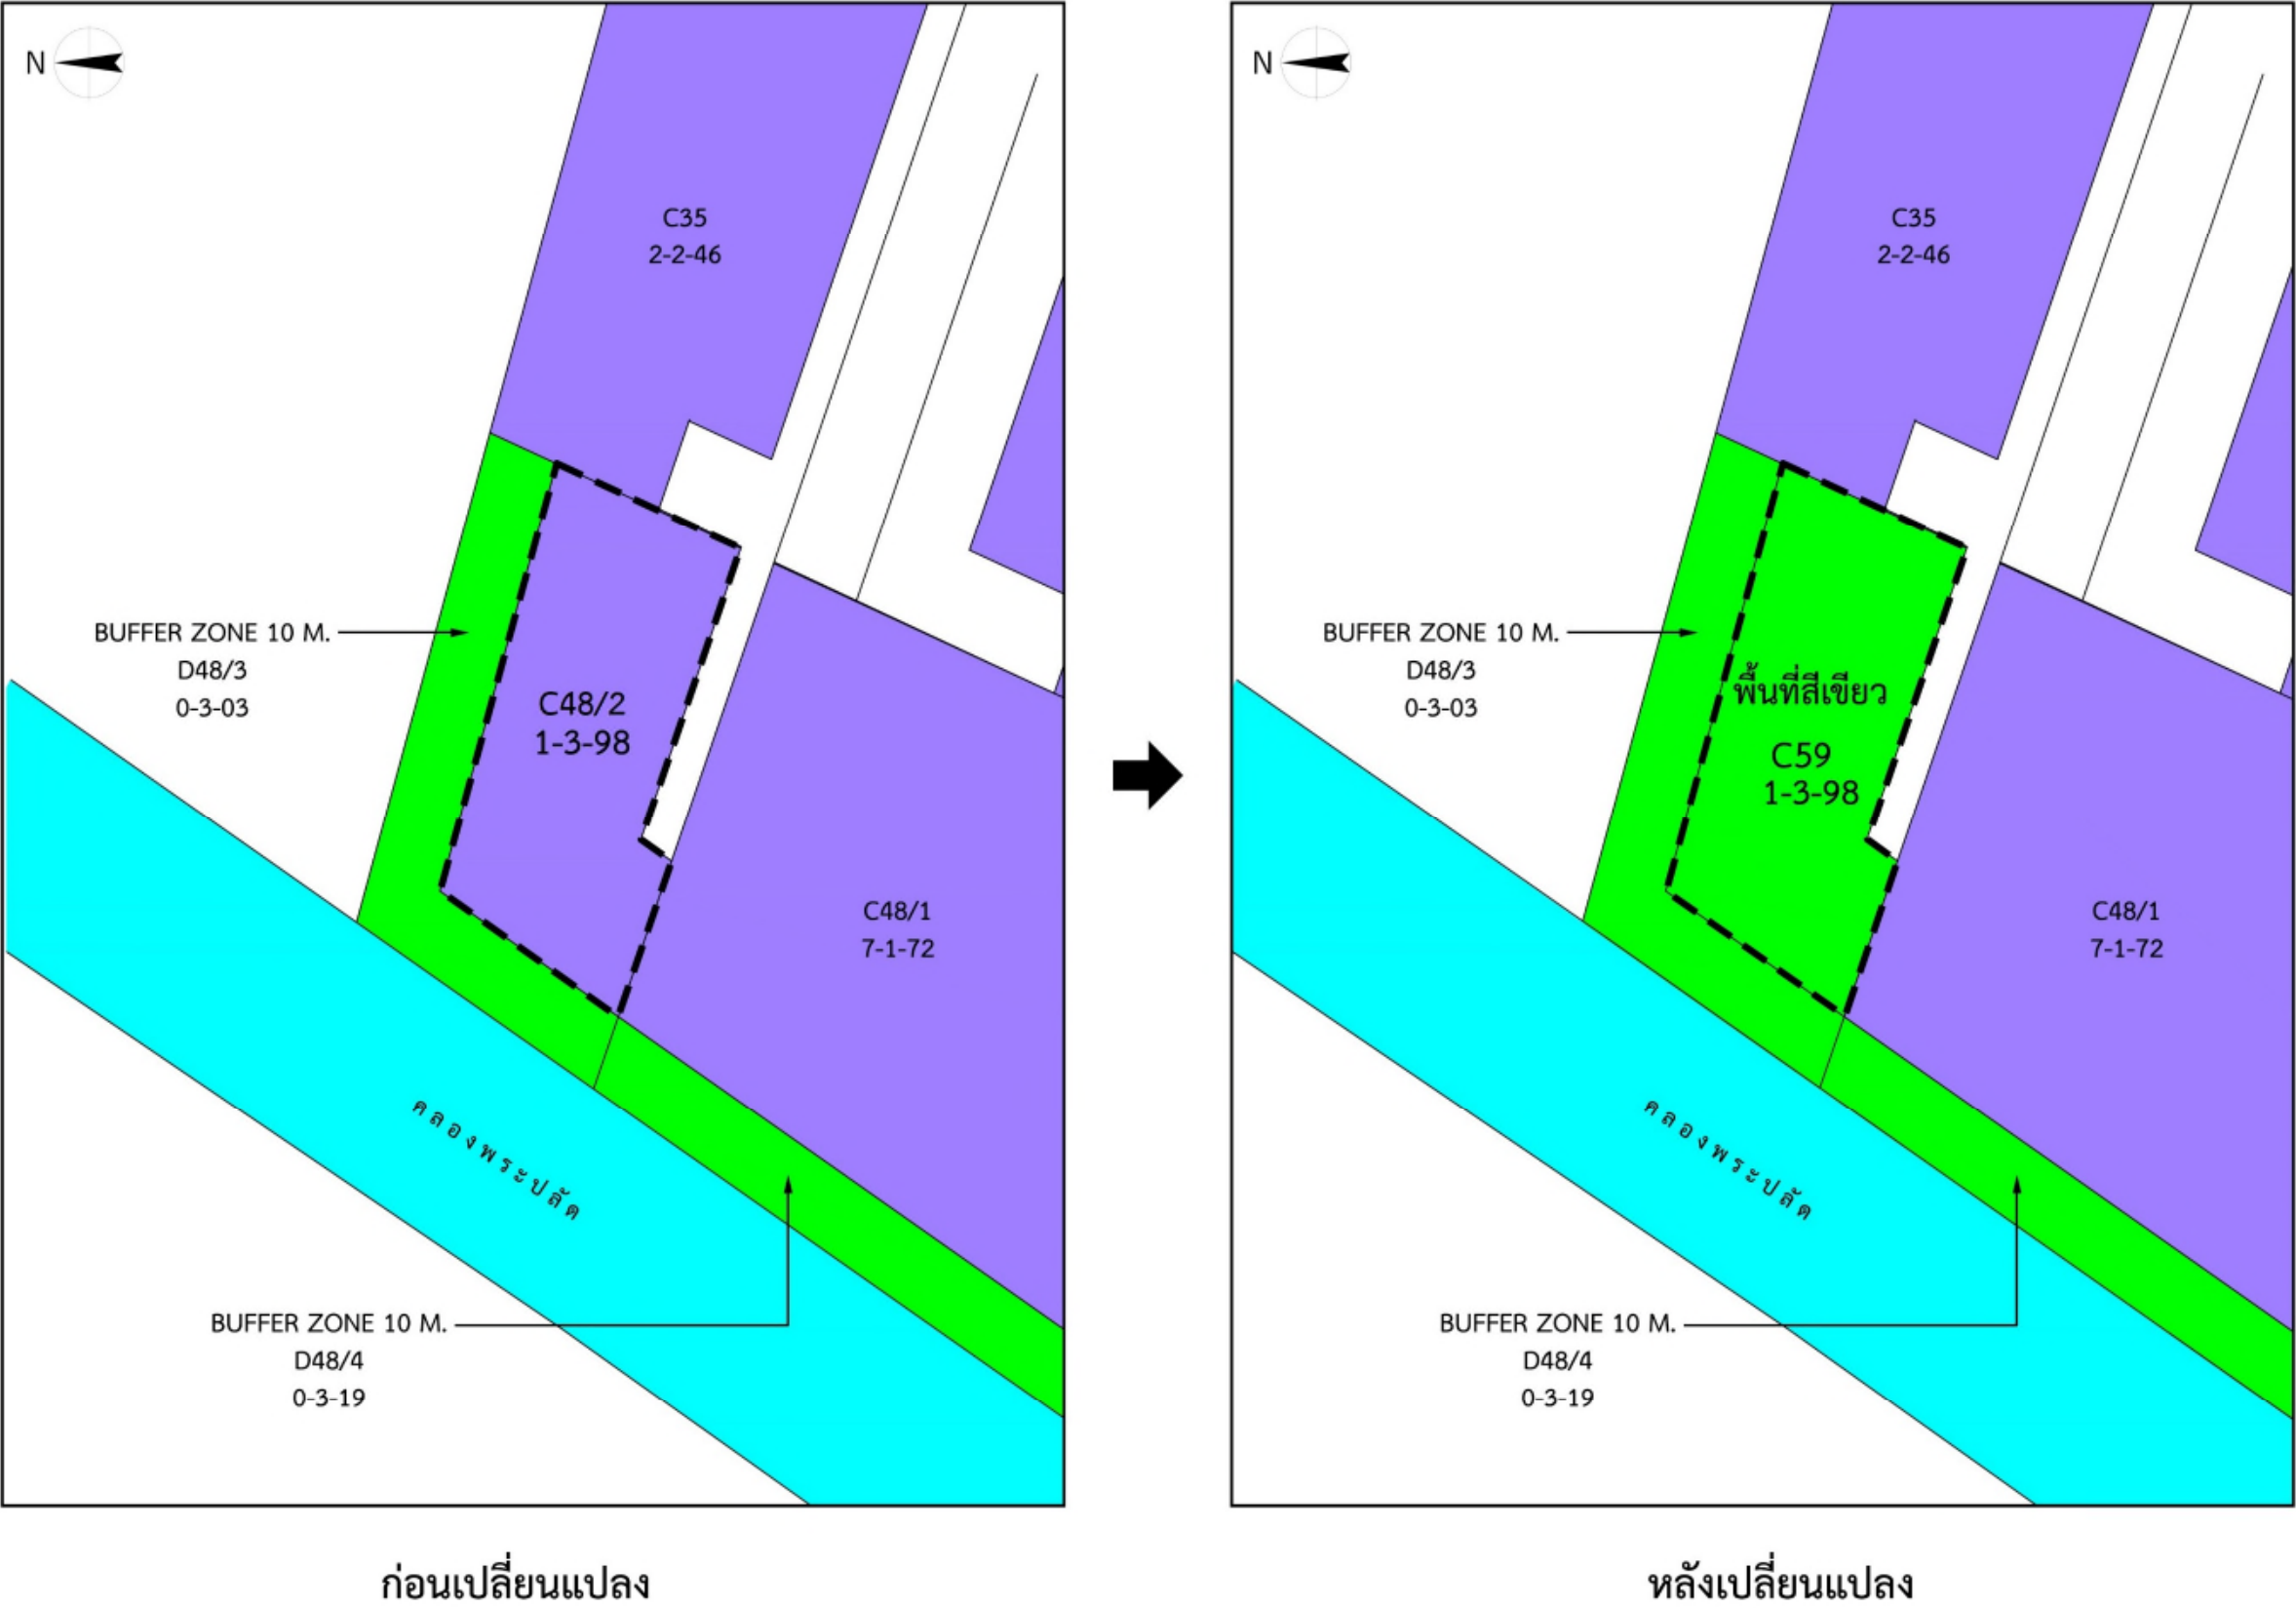 N
C35
2-2-46
BUFFER ZONE 10 M.
D48/3
0-3-03
C48/2
1-3-98
C48/1
7-1-72
คลองพระปลัด
BUFFER ZONE 10 M.
D48/4
0-3-19
ก่อนเปลี่ยนแปลง
N
C35
2-2-46
BUFFER ZONE 10 M.
D48/3
0-3-03
พื้นที่สีเขียว
C59
1-3-98
C48/1
7-1-72
คลองพระปลัด
BUFFER ZONE 10 M.
D48/4
0-3-19
หลังเปลี่ยนแปลง